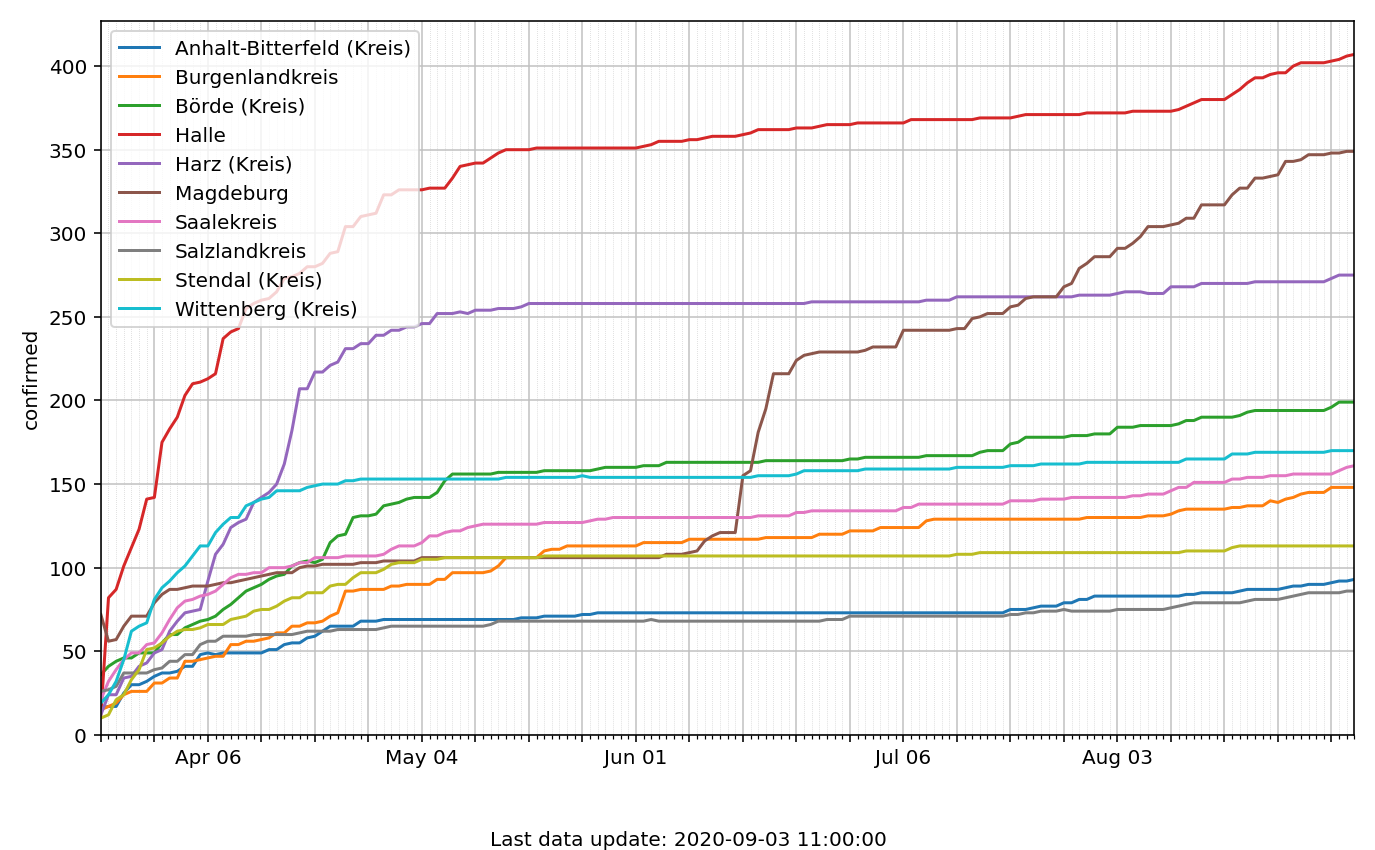 400
350
300
250
200
150
100
50
0
confirmed
Anhalt-Bitterfeld (Kreis)
Burgenlandkreis
Börde (Kreis)
Halle
Harz (Kreis)
Magdeburg
Saalekreis
Salzlandkreis
Stendal (Kreis)
Wittenberg (Kreis)
Apr 06 May 04 Jun 01 Jul 06 Aug 03
Last data update: 2020-09-03 11:00:00